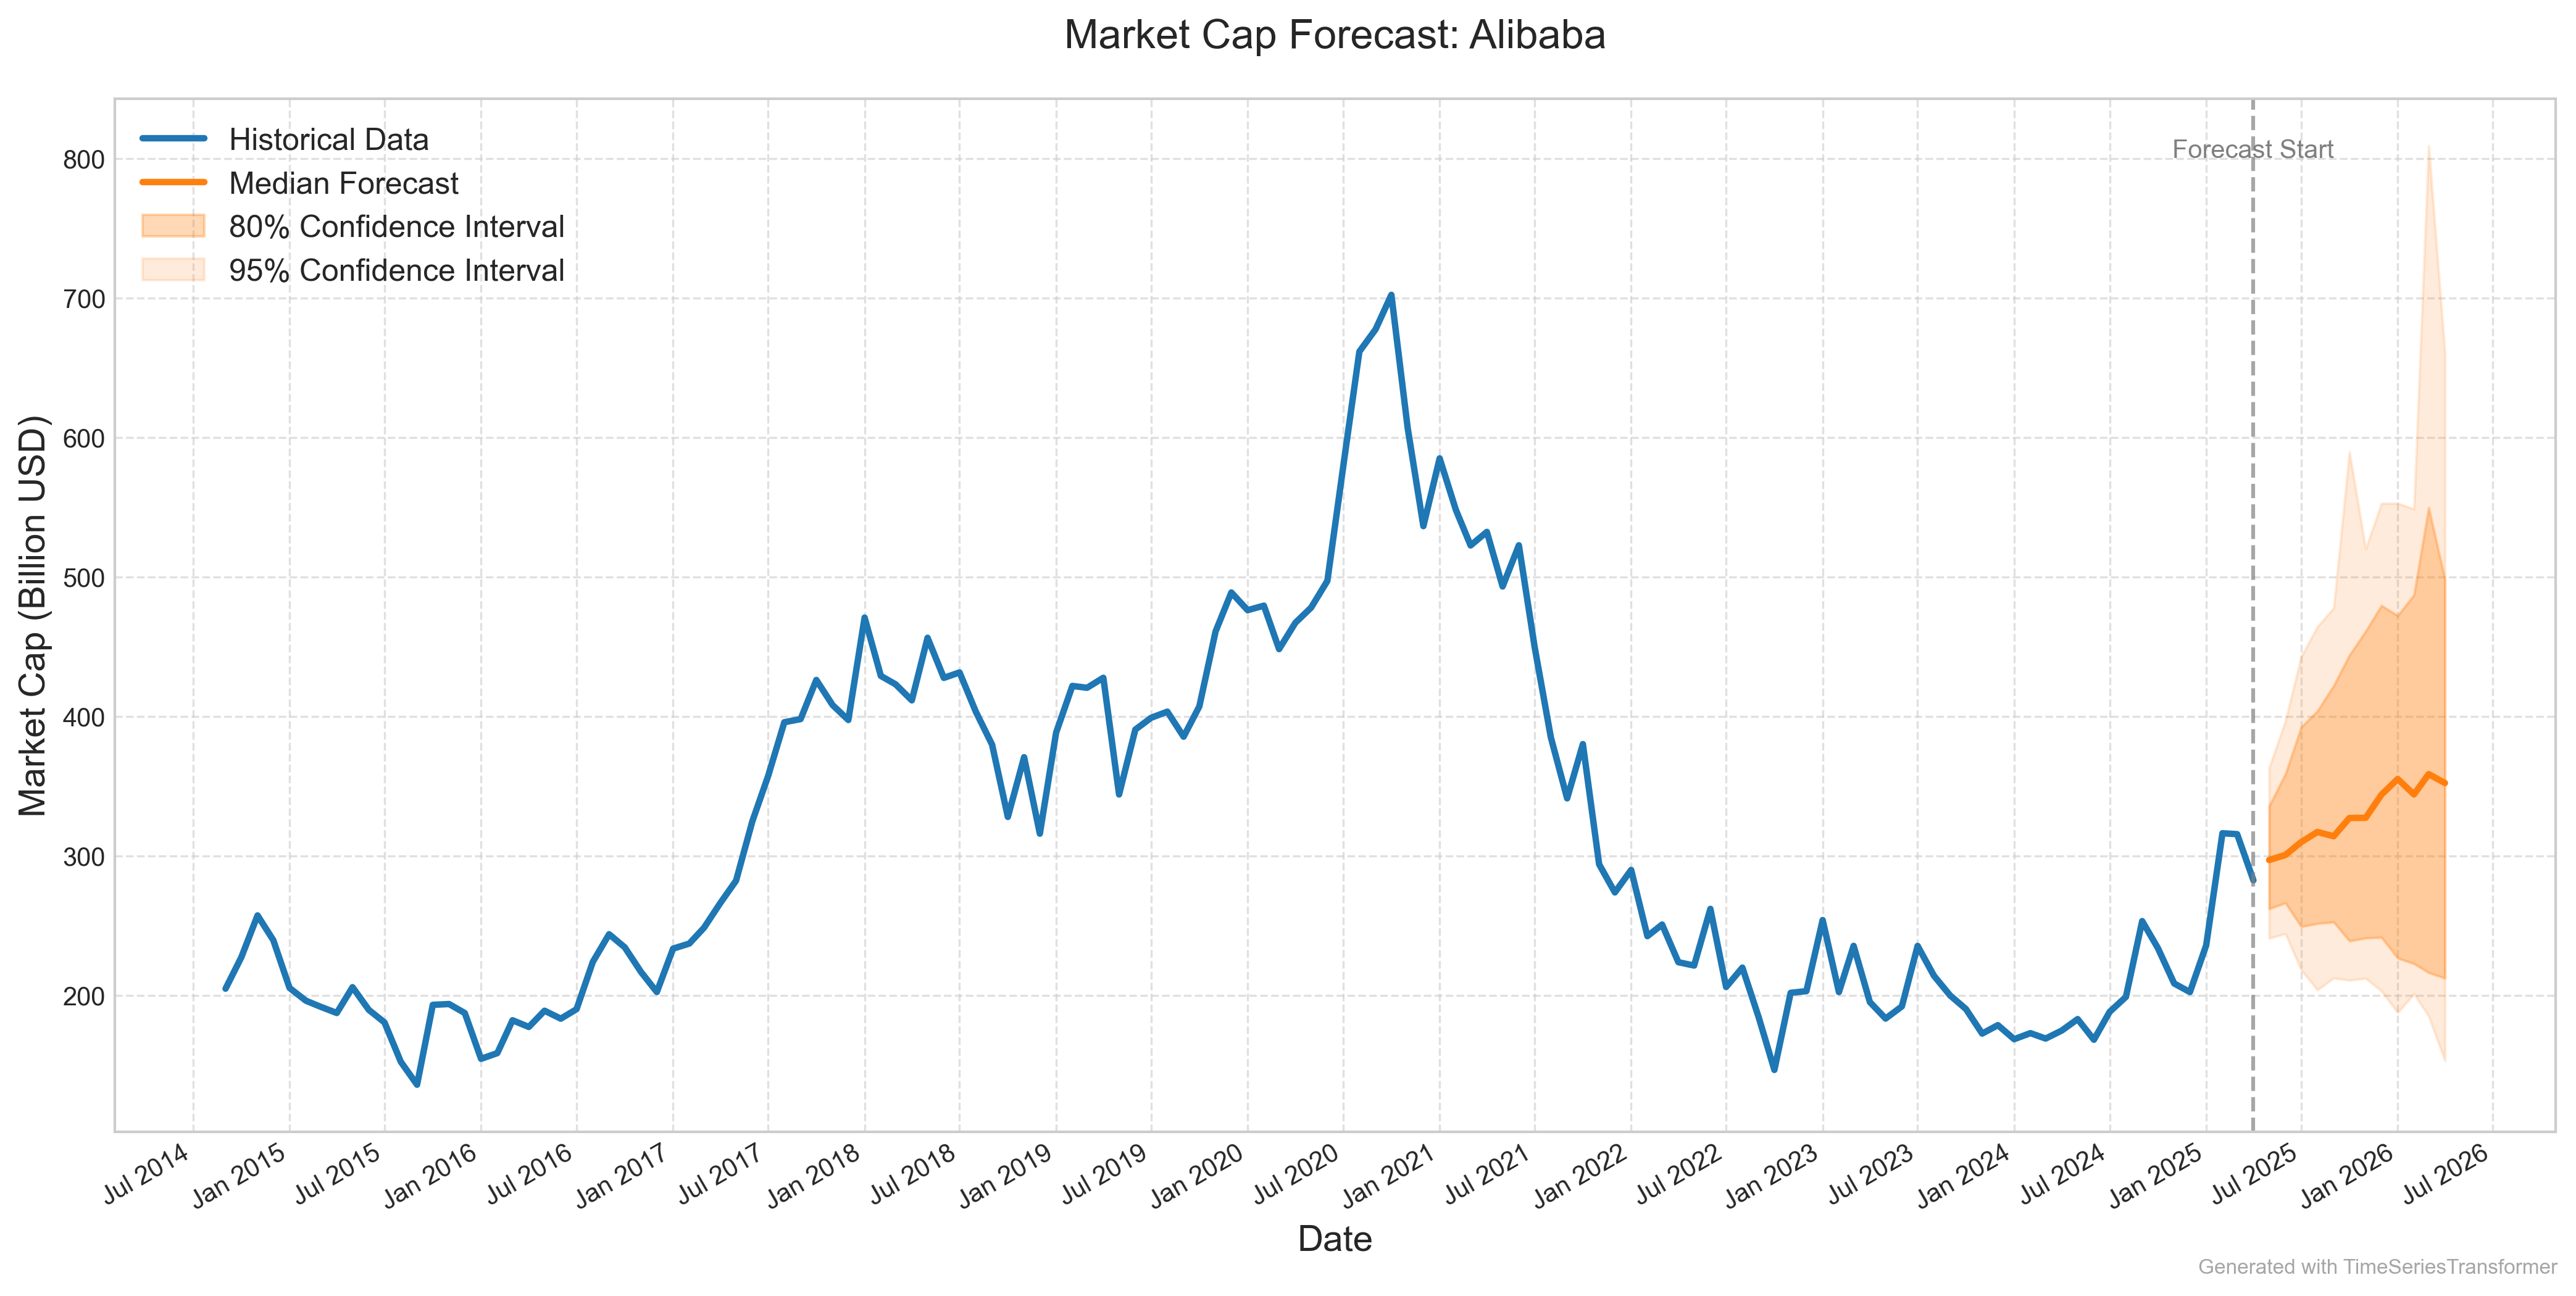 Market Cap Forecast: Alibaba
Historical Data
Median Forecast
80% Confidence Interval
95% Confidence Interval
Forecast Start
Market Cap (Billion USD)
800
700
600
500
400
300
200
Jul 2014
Jan 2015
Jul 2015
Jan 2016
Jul 2016
Jan 2017
Jul 2017
Jan 2018
Jul 2018
Jan 2019
Jul 2019
Jan 2020
Jul 2020
Jan 2021
Jul 2021
Jan 2022
Jul 2022
Jan 2023
Jul 2023
Jan 2024
Jul 2024
Jan 2025
Jul 2025
Jan 2026
Jul 2026
Date
Generated with TimeSeriesTransformer